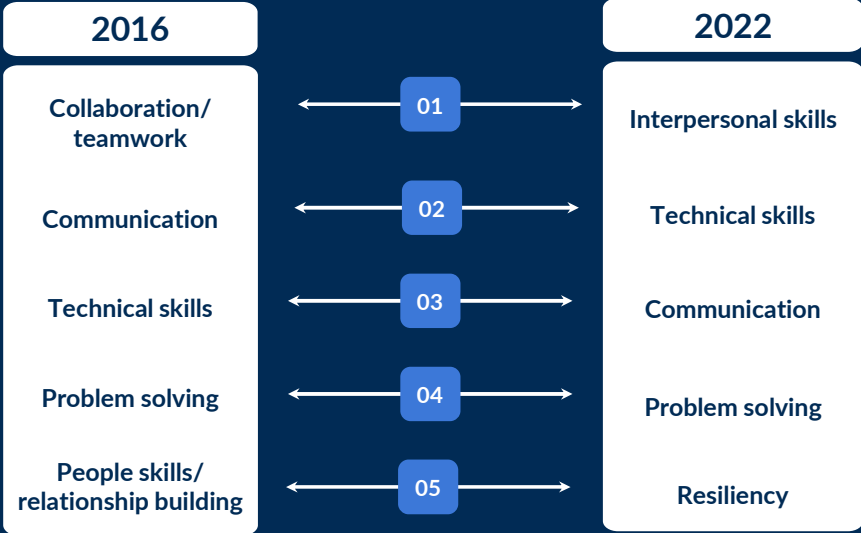 2016
2022
Collaboration/
teamwork
01
Interpersonal skills
Communication
02
Technical skills
Technical skills
03
Communication
Problem solving
04
Problem solving
People skills/
relationship building
05
Resiliency